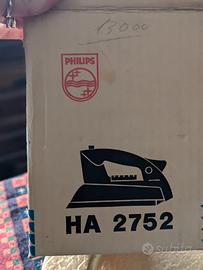 13000
PHILIPS
HA 2752
subito